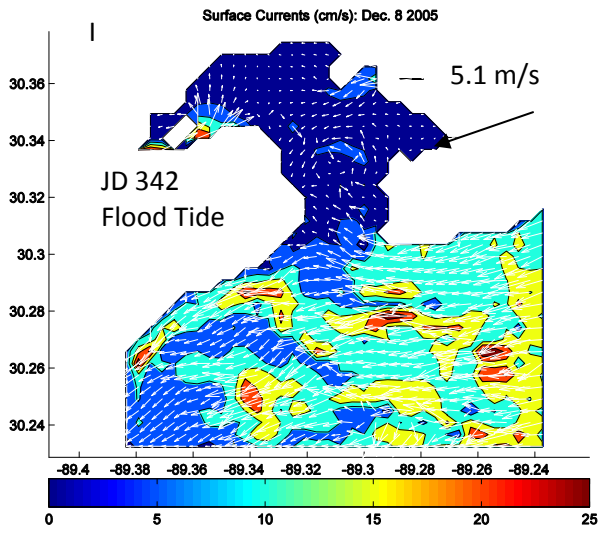 Surface Currents (cm/s): Dec. 8 2005
I
5.1 m/s
JD 342
Flood Tide
30.36
30.34
30.32
30.3
30.28
30.26
30.24
-89.4 -89.38 -89.36 -89.34 -89.32 -89.3 -89.28 -89.26 -89.24
0 5 10 15 20 25